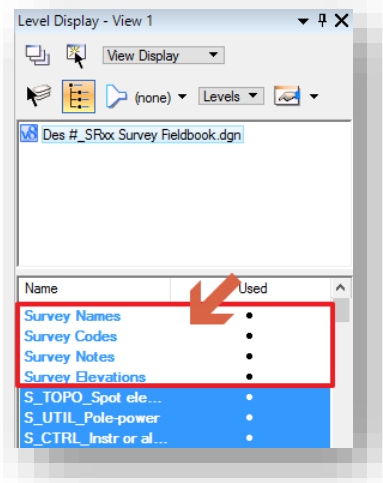 Level Display - View 1
View Display
(none) Levels
V8 Des #_SRxx Survey Fieldbook.dgn
Name Used
Survey Names
Survey Codes
Survey Notes
Survey Elevations
S_TOPO_Spot ele...
S_UTIL_Pole-power
S_CTRL_Instr or al...